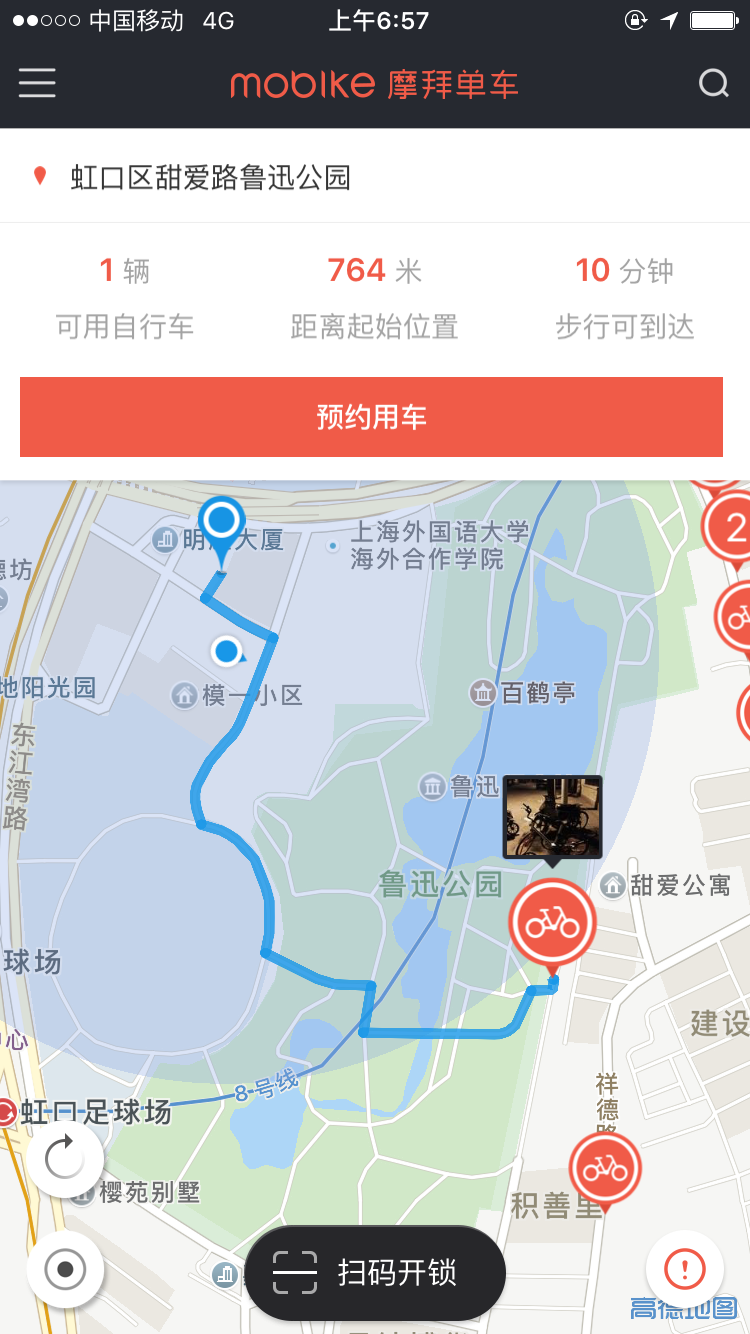 中国移动 4G 上午6:57
mobike 摩拜单车
虹口区甜爱路鲁迅公园
1 辆 764 米 10 分钟
可用自行车 距离起始位置 步行可到达
预约用车
2
大厦
上海外国语大学
海外合作学院
德坊
地阳光园
模一小区
百鹤亭
东江湾路
鲁迅
鲁迅公园
甜爱公寓
球场
建设
中心
8号线
祥德路
虹口足球场
樱苑别墅
积善里
扫码开锁
高德地图